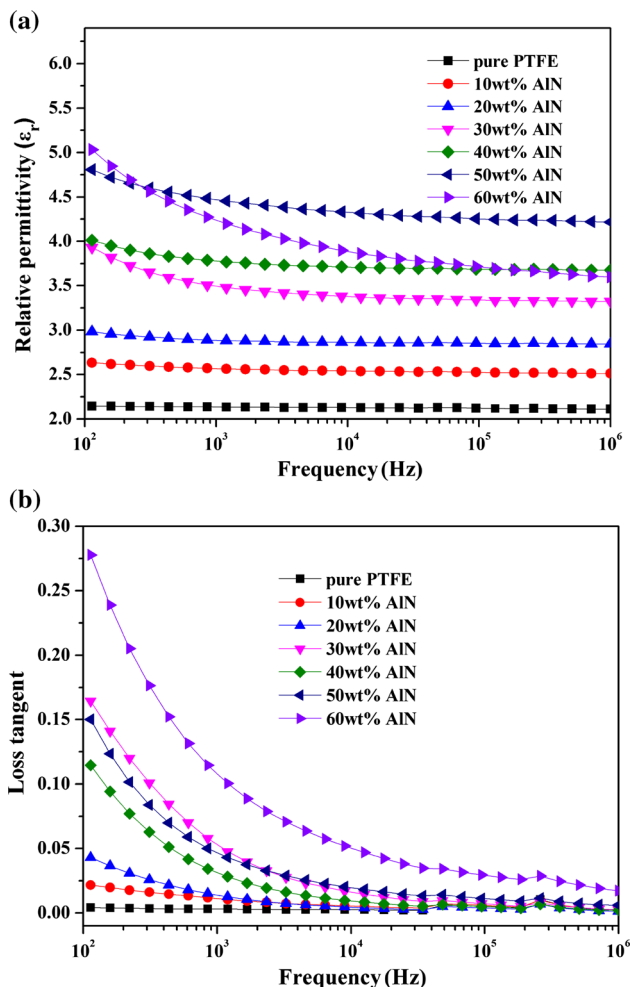 (a)
6.0
5.5
5.0
4.5
4.0
3.5
3.0
2.5
2.0
Relative permittivity (εr)
pure PTFE
10wt% AlN
20wt% AlN
30wt% AlN
40wt% AlN
50wt% AlN
60wt% AlN
10² 10³ 10⁴ 10⁵ 10⁶
Frequency (Hz)
(b)
0.30
0.25
0.20
0.15
0.10
0.05
0.00
Loss tangent
pure PTFE
10wt% AlN
20wt% AlN
30wt% AlN
40wt% AlN
50wt% AlN
60wt% AlN
10² 10³ 10⁴ 10⁵ 10⁶
Frequency (Hz)